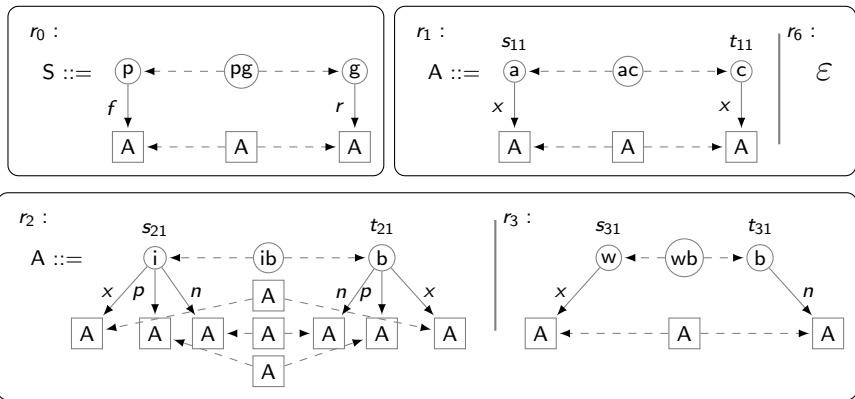 r0 :
S ::= p pg g
f r
A A A
r1 :
s11 t11
A ::= a ac c
x x
A A A
r6 :
ε
r2 :
s21 t21
A ::= i ib b
x p n n p x
A
A A A A A A A
A
r3 :
s31 t31
w wb b
x n
A A A